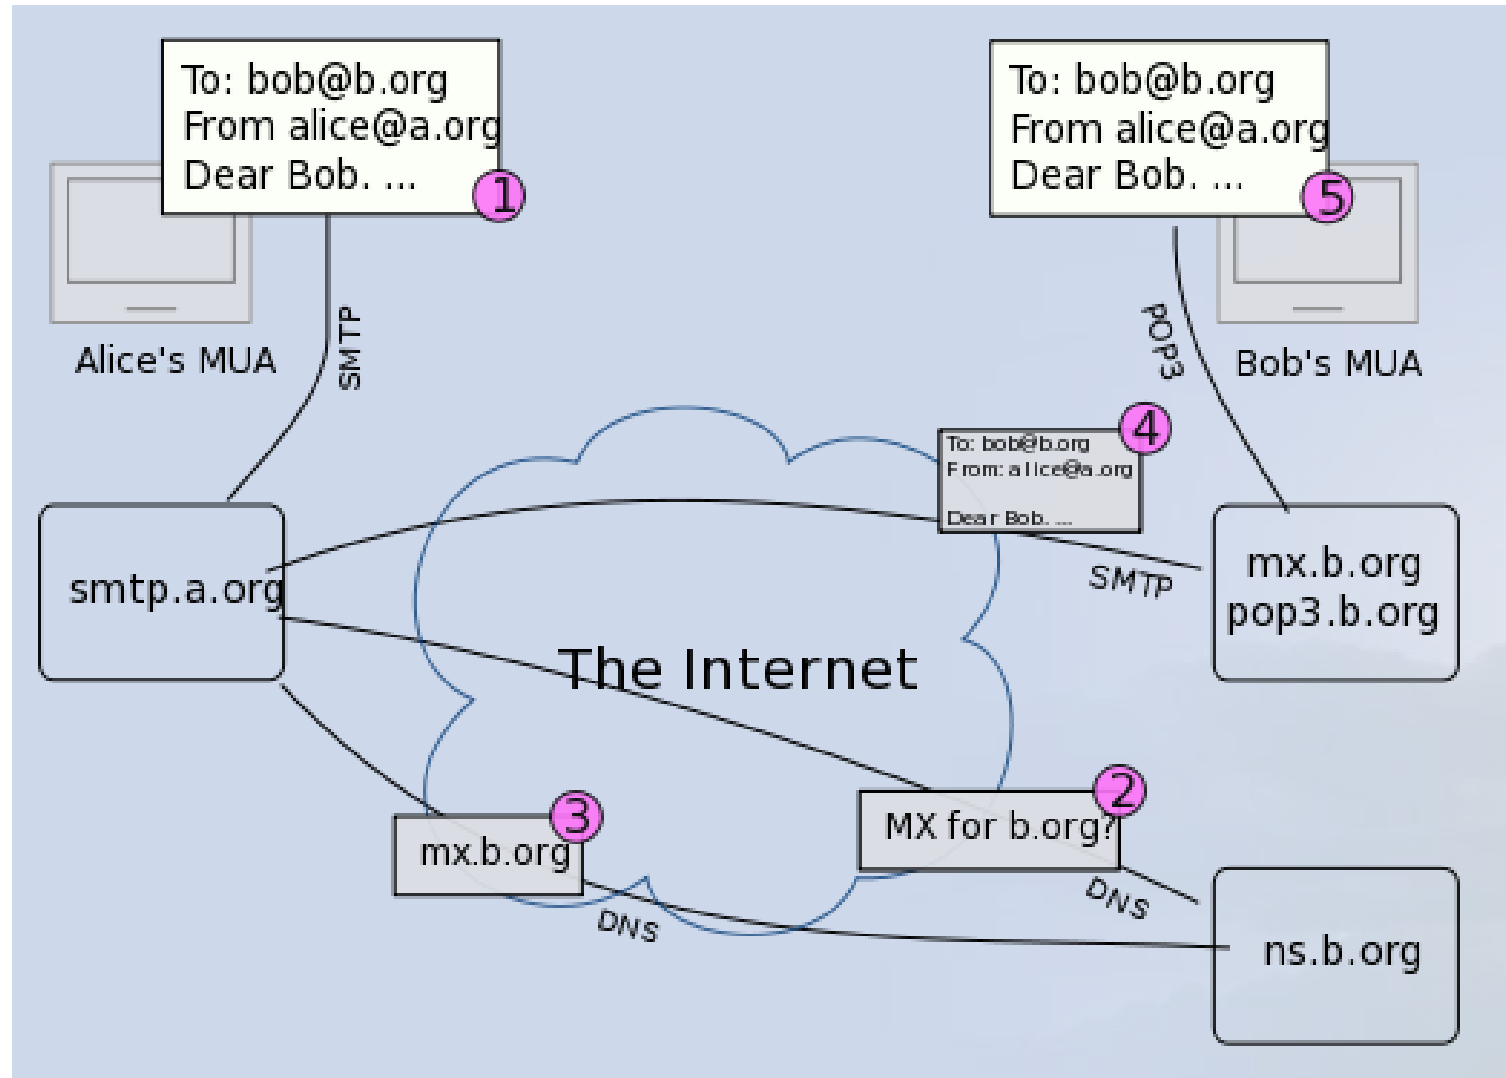 To: bob@b.org
From alice@a.org
Dear Bob. ...
1
Alice's MUA
SMTP
To: bob@b.org
From alice@a.org
Dear Bob. ...
5
Bob's MUA
POP3
To: bob@b.org
From: alice@a.org
Dear Bob. ...
4
SMTP
smtp.a.org
mx.b.org
pop3.b.org
The Internet
MX for b.org?
2
DNS
mx.b.org
3
DNS
ns.b.org